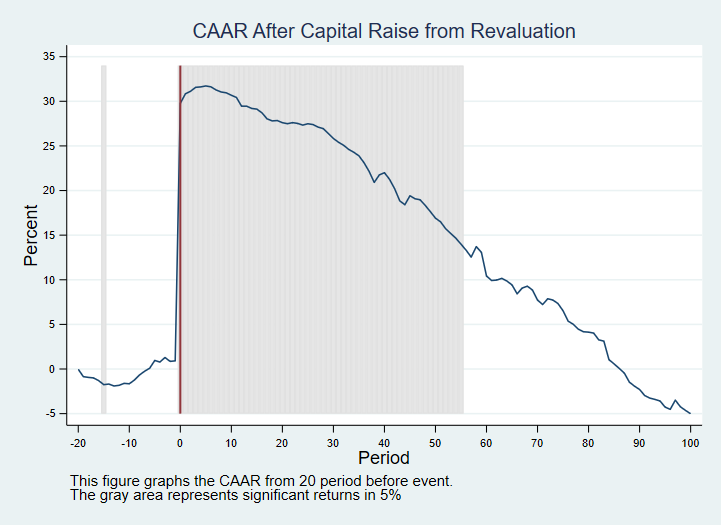 CAAR After Capital Raise from Revaluation
35
30
25
20
15
10
5
0
-5
Percent
-20 -10 0 10 20 30 40 50 60 70 80 90 100
Period
This figure graphs the CAAR from 20 period before event.
The gray area represents significant returns in 5%